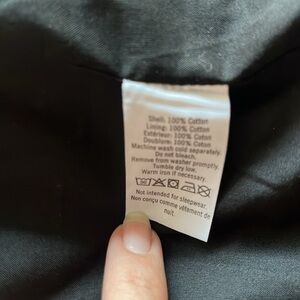 Shell: 100% Cotton
Lining: 100% Cotton
Extérieur: 100% Coton
Doublure: 100% Coton
Machine wash cold separately.
Do not bleach.
Remove from washer promptly.
Tumble dry low.
Warm iron if necessary.
Not intended for sleepwear
Non conçu comme vêtement de
nuit.